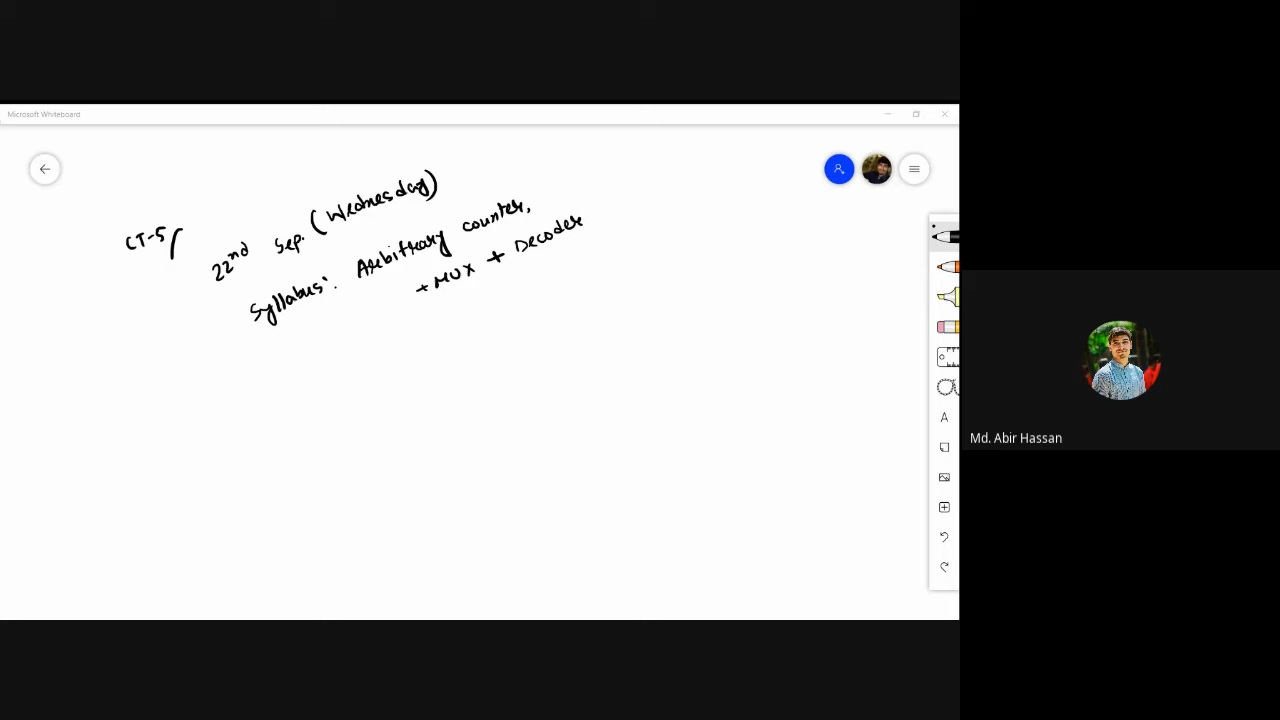 Microsoft Whiteboard
CT-5/
22nd Sep. (Wednesday)
Syllabus: Arbitrary counter,
+ MUX + Decoder
A
Md. Abir Hassan